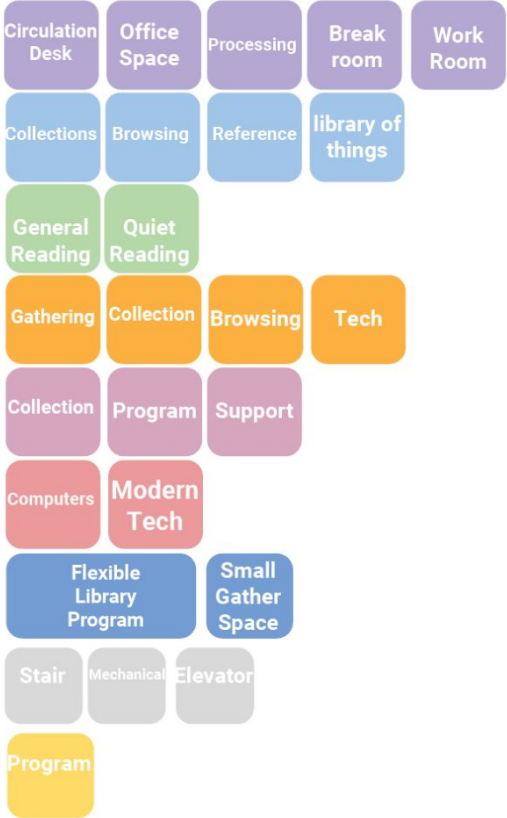 Circulation
Desk
Office
Space
Processing
Break
room
Work
Room
Collections
Browsing
Reference
library of
things
General
Reading
Quiet
Reading
Gathering
Collection
Browsing
Tech
Collection
Program
Support
Computers
Modern
Tech
Flexible
Library
Program
Small
Gather
Space
Stair
Mechanical
Elevator
Program